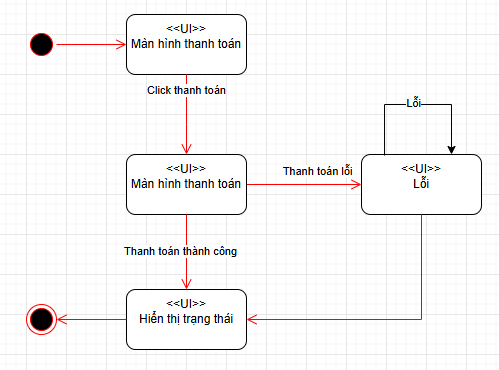 <<UI>>
Màn hình thanh toán
Click thanh toán
<<UI>>
Màn hình thanh toán
Thanh toán lỗi
Lỗi
<<UI>>
Lỗi
Thanh toán thành công
<<UI>>
Hiển thị trạng thái